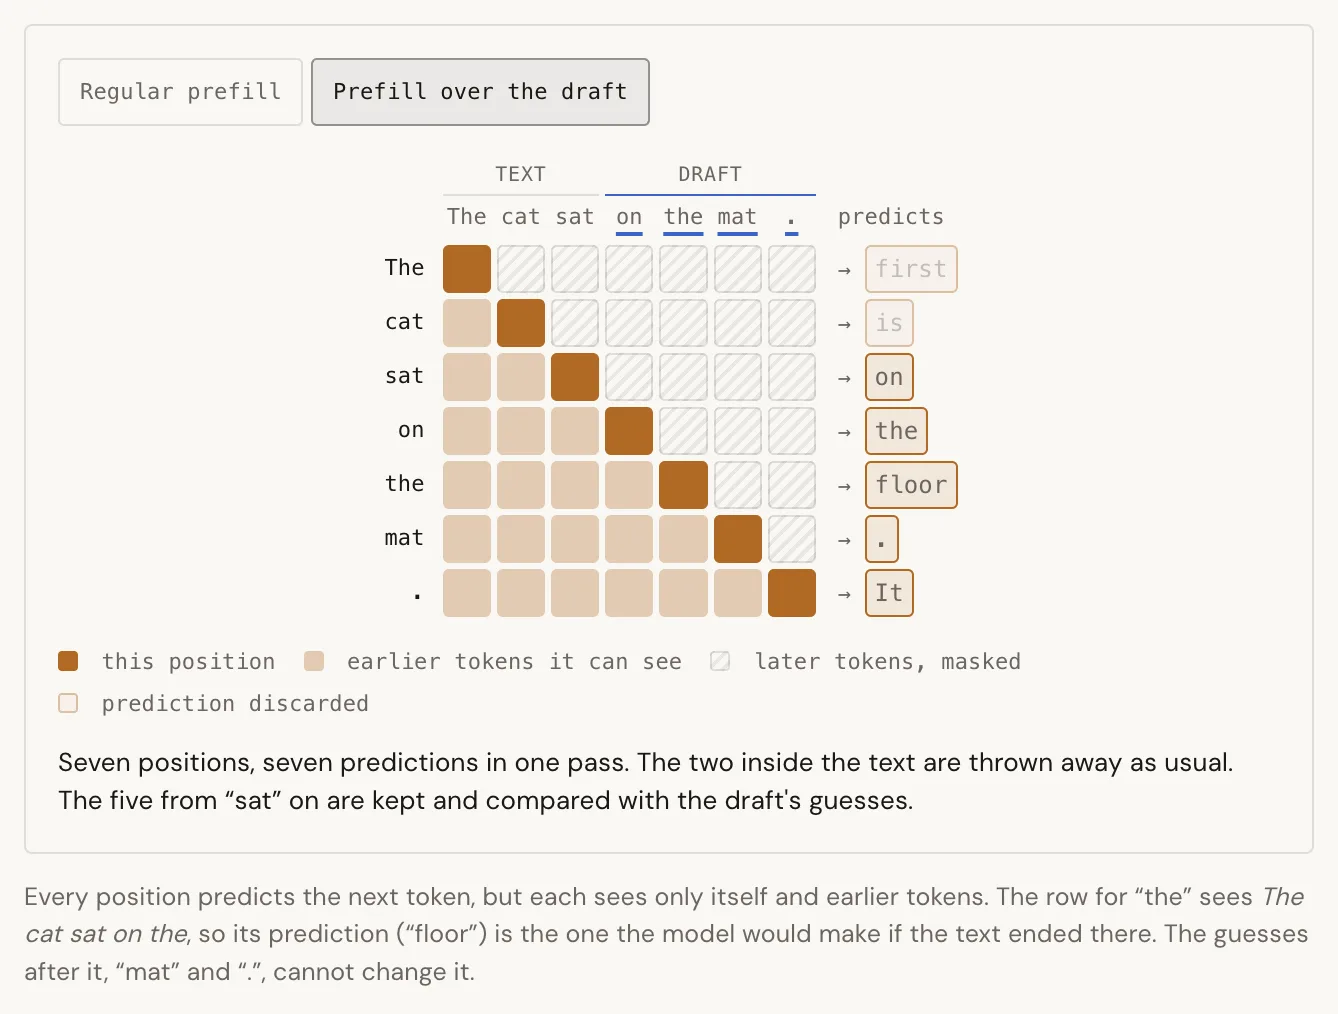 Regular prefill Prefill over the draft
TEXT DRAFT
The cat sat on the mat . predicts
The → first
cat → is
sat → on
on → the
the → floor
mat → .
. → It
this position earlier tokens it can see later tokens, masked
prediction discarded
Seven positions, seven predictions in one pass. The two inside the text are thrown away as usual.
The five from “sat” on are kept and compared with the draft's guesses.
Every position predicts the next token, but each sees only itself and earlier tokens. The row for “the” sees The
cat sat on the, so its prediction (“floor”) is the one the model would make if the text ended there. The guesses
after it, “mat” and “.”, cannot change it.